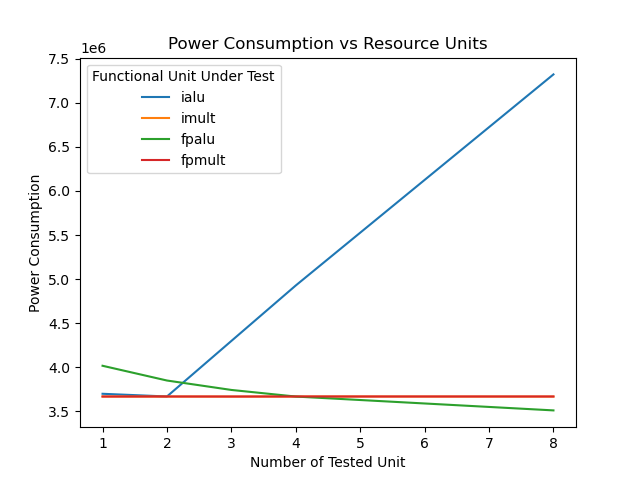 Power Consumption vs Resource Units
1e6
Functional Unit Under Test
ialu
imult
fpalu
fpmult
Power Consumption
7.5
7.0
6.5
6.0
5.5
5.0
4.5
4.0
3.5
1 2 3 4 5 6 7 8
Number of Tested Unit